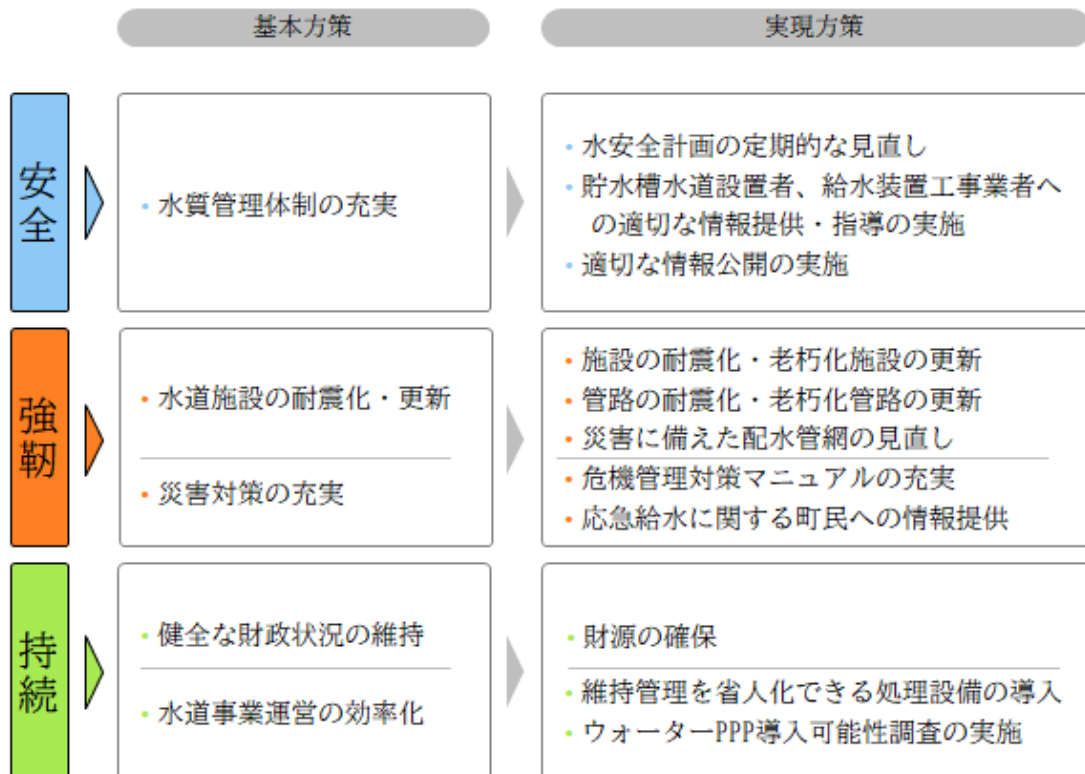 基本方策
実現方策
安全
・水質管理体制の充実
・水安全計画の定期的な見直し
・貯水槽水道設置者、給水装置工事業者へ
の適切な情報提供・指導の実施
・適切な情報公開の実施
強靭
・水道施設の耐震化・更新
・施設の耐震化・老朽化施設の更新
・管路の耐震化・老朽化管路の更新
・災害に備えた配水管網の見直し
・災害対策の充実
・危機管理対策マニュアルの充実
・応急給水に関する町民への情報提供
持続
・健全な財政状況の維持
・財源の確保
・水道事業運営の効率化
・維持管理を省人化できる処理設備の導入
・ウォーターPPP導入可能性調査の実施